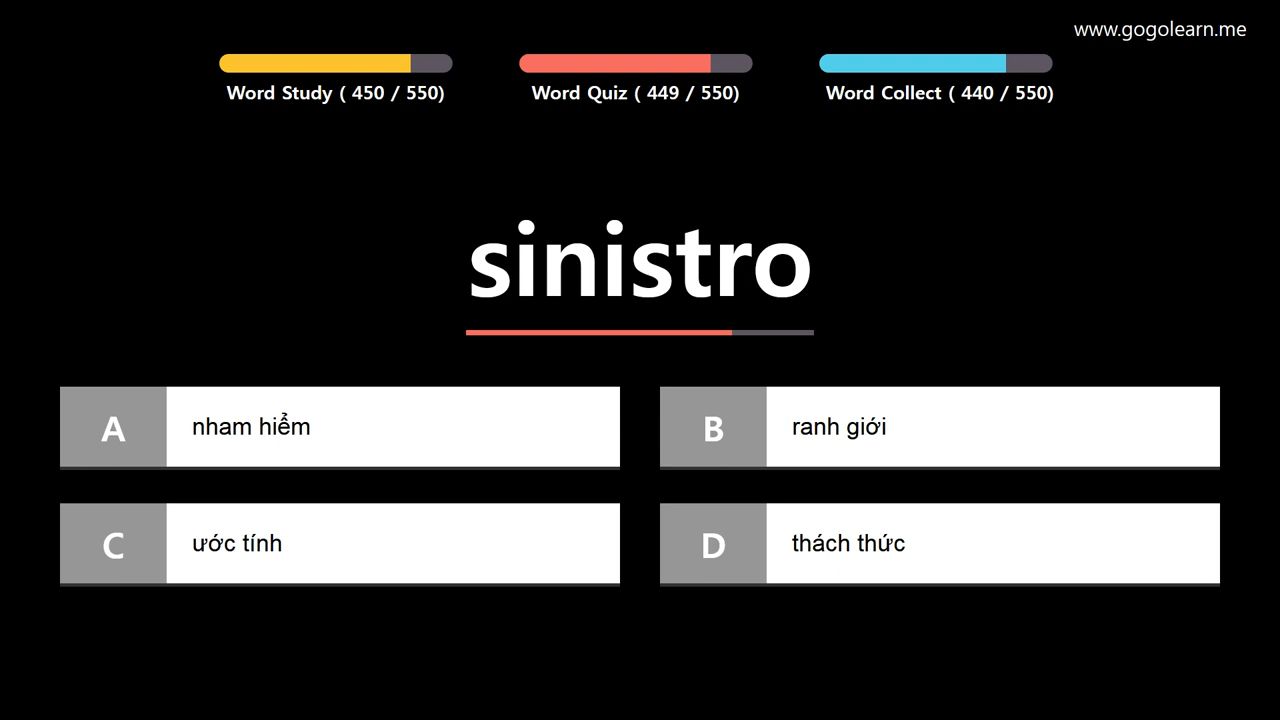 www.gogolearn.me
Word Study ( 450 / 550)
Word Quiz ( 449 / 550)
Word Collect ( 440 / 550)
sinistro
A nham hiểm
B ranh giới
C ước tính
D thách thức